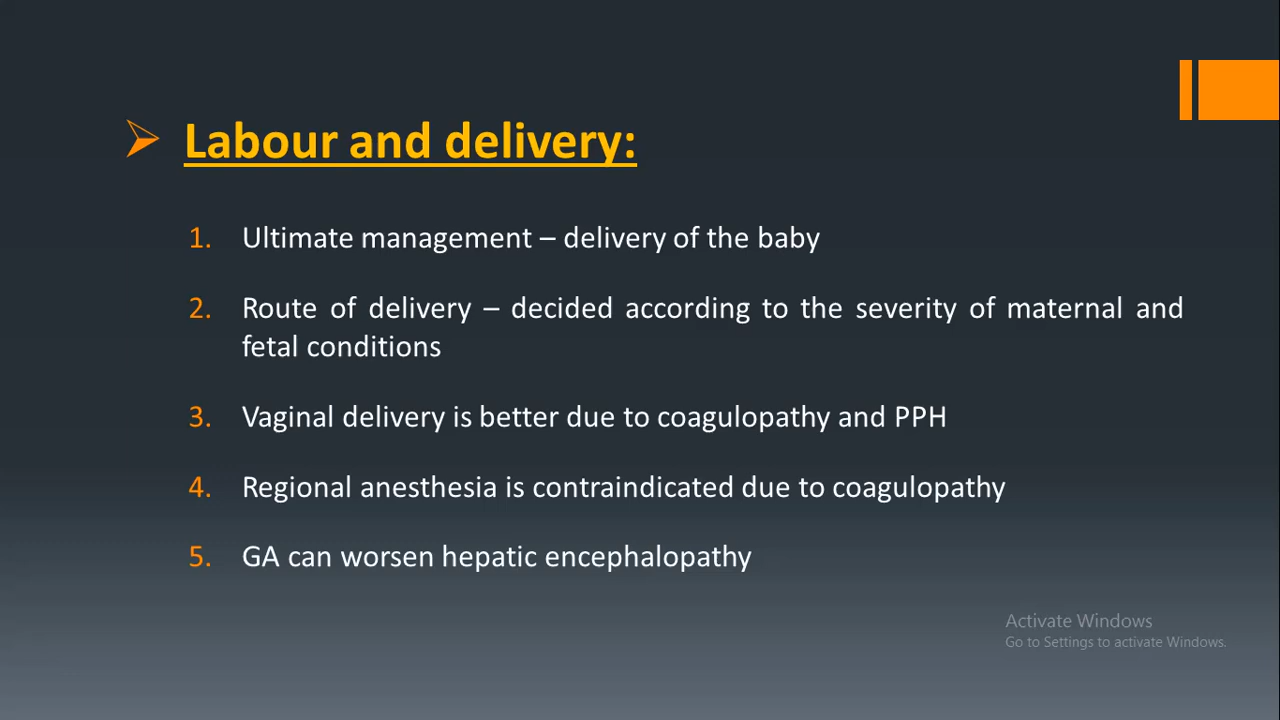 Labour and delivery:
1. Ultimate management – delivery of the baby
2. Route of delivery – decided according to the severity of maternal and
fetal conditions
3. Vaginal delivery is better due to coagulopathy and PPH
4. Regional anesthesia is contraindicated due to coagulopathy
5. GA can worsen hepatic encephalopathy
Activate Windows
Go to Settings to activate Windows.